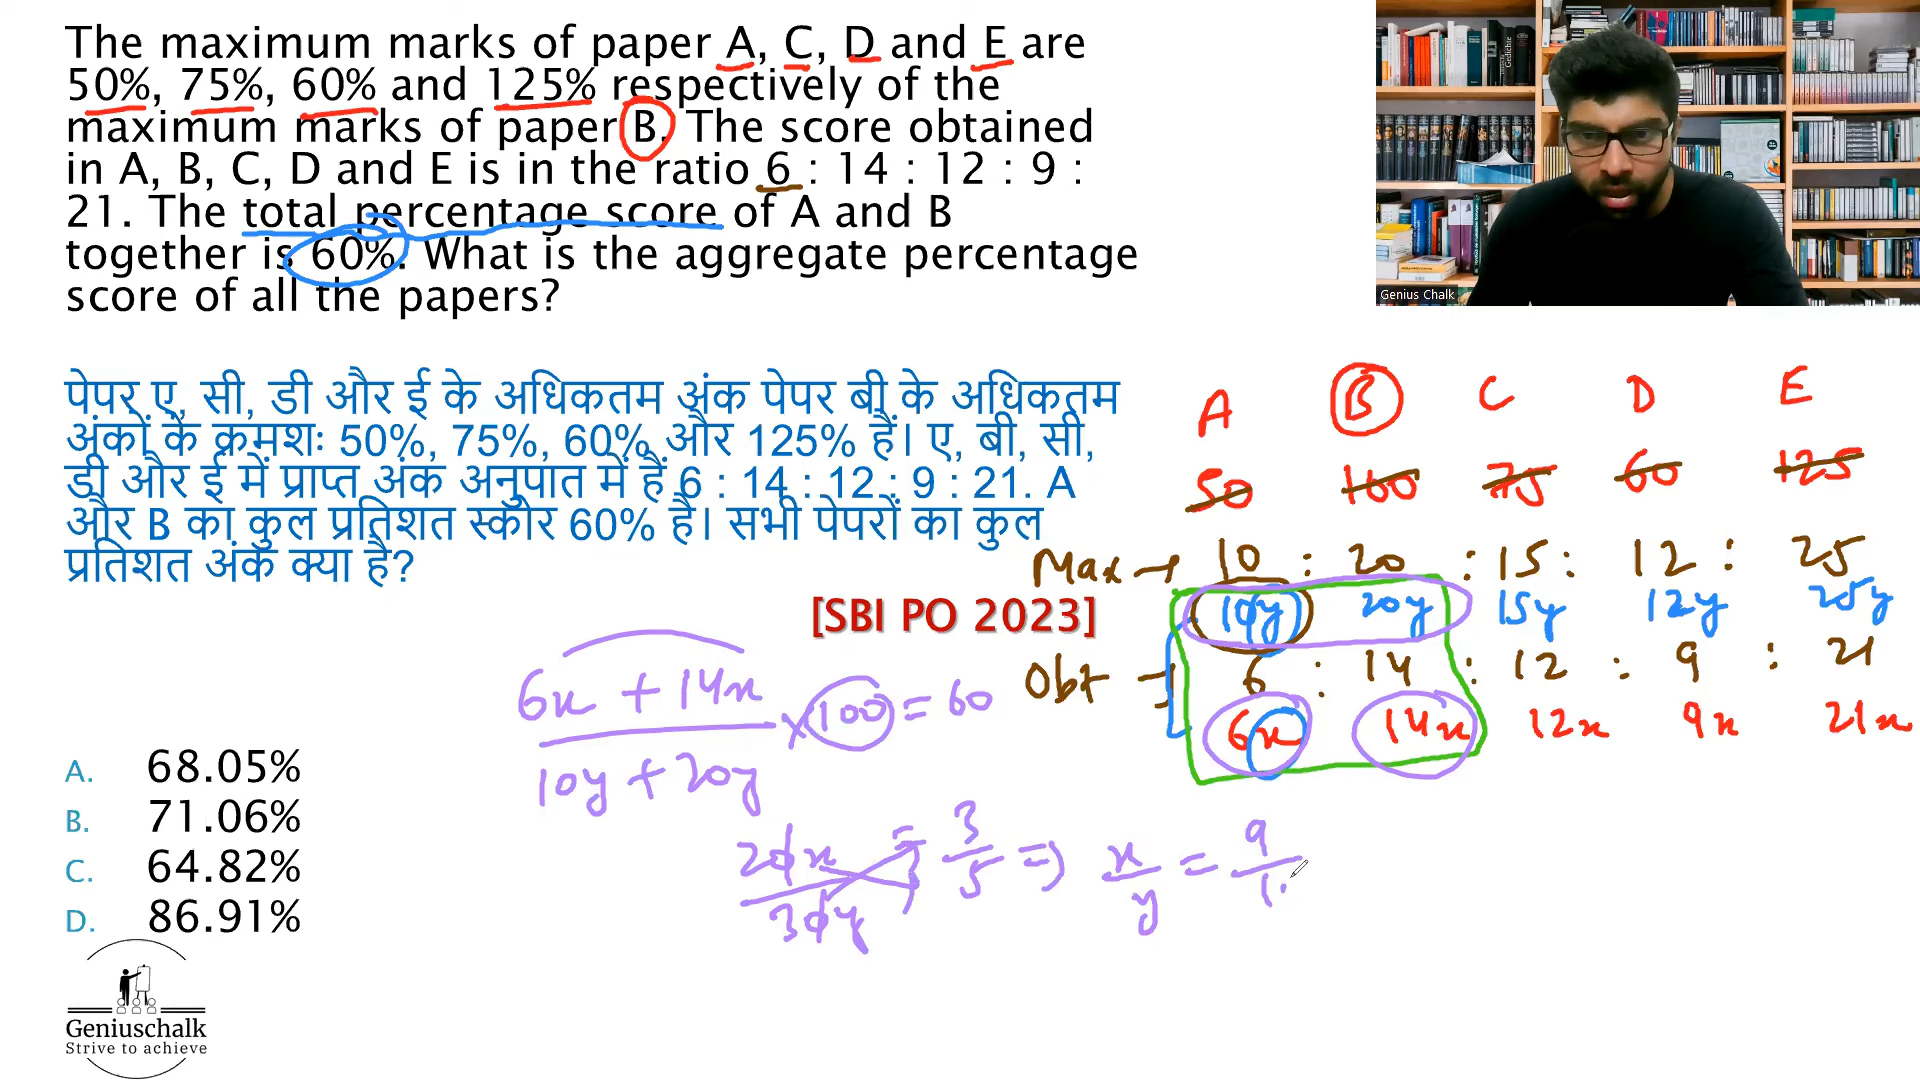 The maximum marks of paper A, C, D and E are
50%, 75%, 60% and 125% respectively of the
maximum marks of paper B. The score obtained
in A, B, C, D and E is in the ratio 6 : 14 : 12 : 9 :
21. The total percentage score of A and B
together is 60%. What is the aggregate percentage
score of all the papers?
Genius Chalk
पेपर ए, सी, डी और ई के अधिकतम अंक पेपर बी के अधिकतम
अंकों के क्रमशः 50%, 75%, 60% और 125% हैं। ए, बी, सी,
डी और ई में प्राप्त अंक अनुपात में हैं 6 : 14 : 12 : 9 : 21. A
और B का कुल प्रतिशत स्कोर 60% है। सभी पेपरों का कुल
प्रतिशत अंक क्या है?
[SBI PO 2023]
A B C D E
50 100 75 60 125
Max → 10 : 20 : 15 : 12 : 25
10y 20y 15y 12y 25y
Obt → 6 : 14 : 12 : 9 : 21
6x 14x 12x 9x 21x
6x + 14x
× 100 = 60
10y + 20y
20x = 3 ⇒ x = 9
30y 5 y
A. 68.05%
B. 71.06%
C. 64.82%
D. 86.91%
Geniuschalk
Strive to achieve